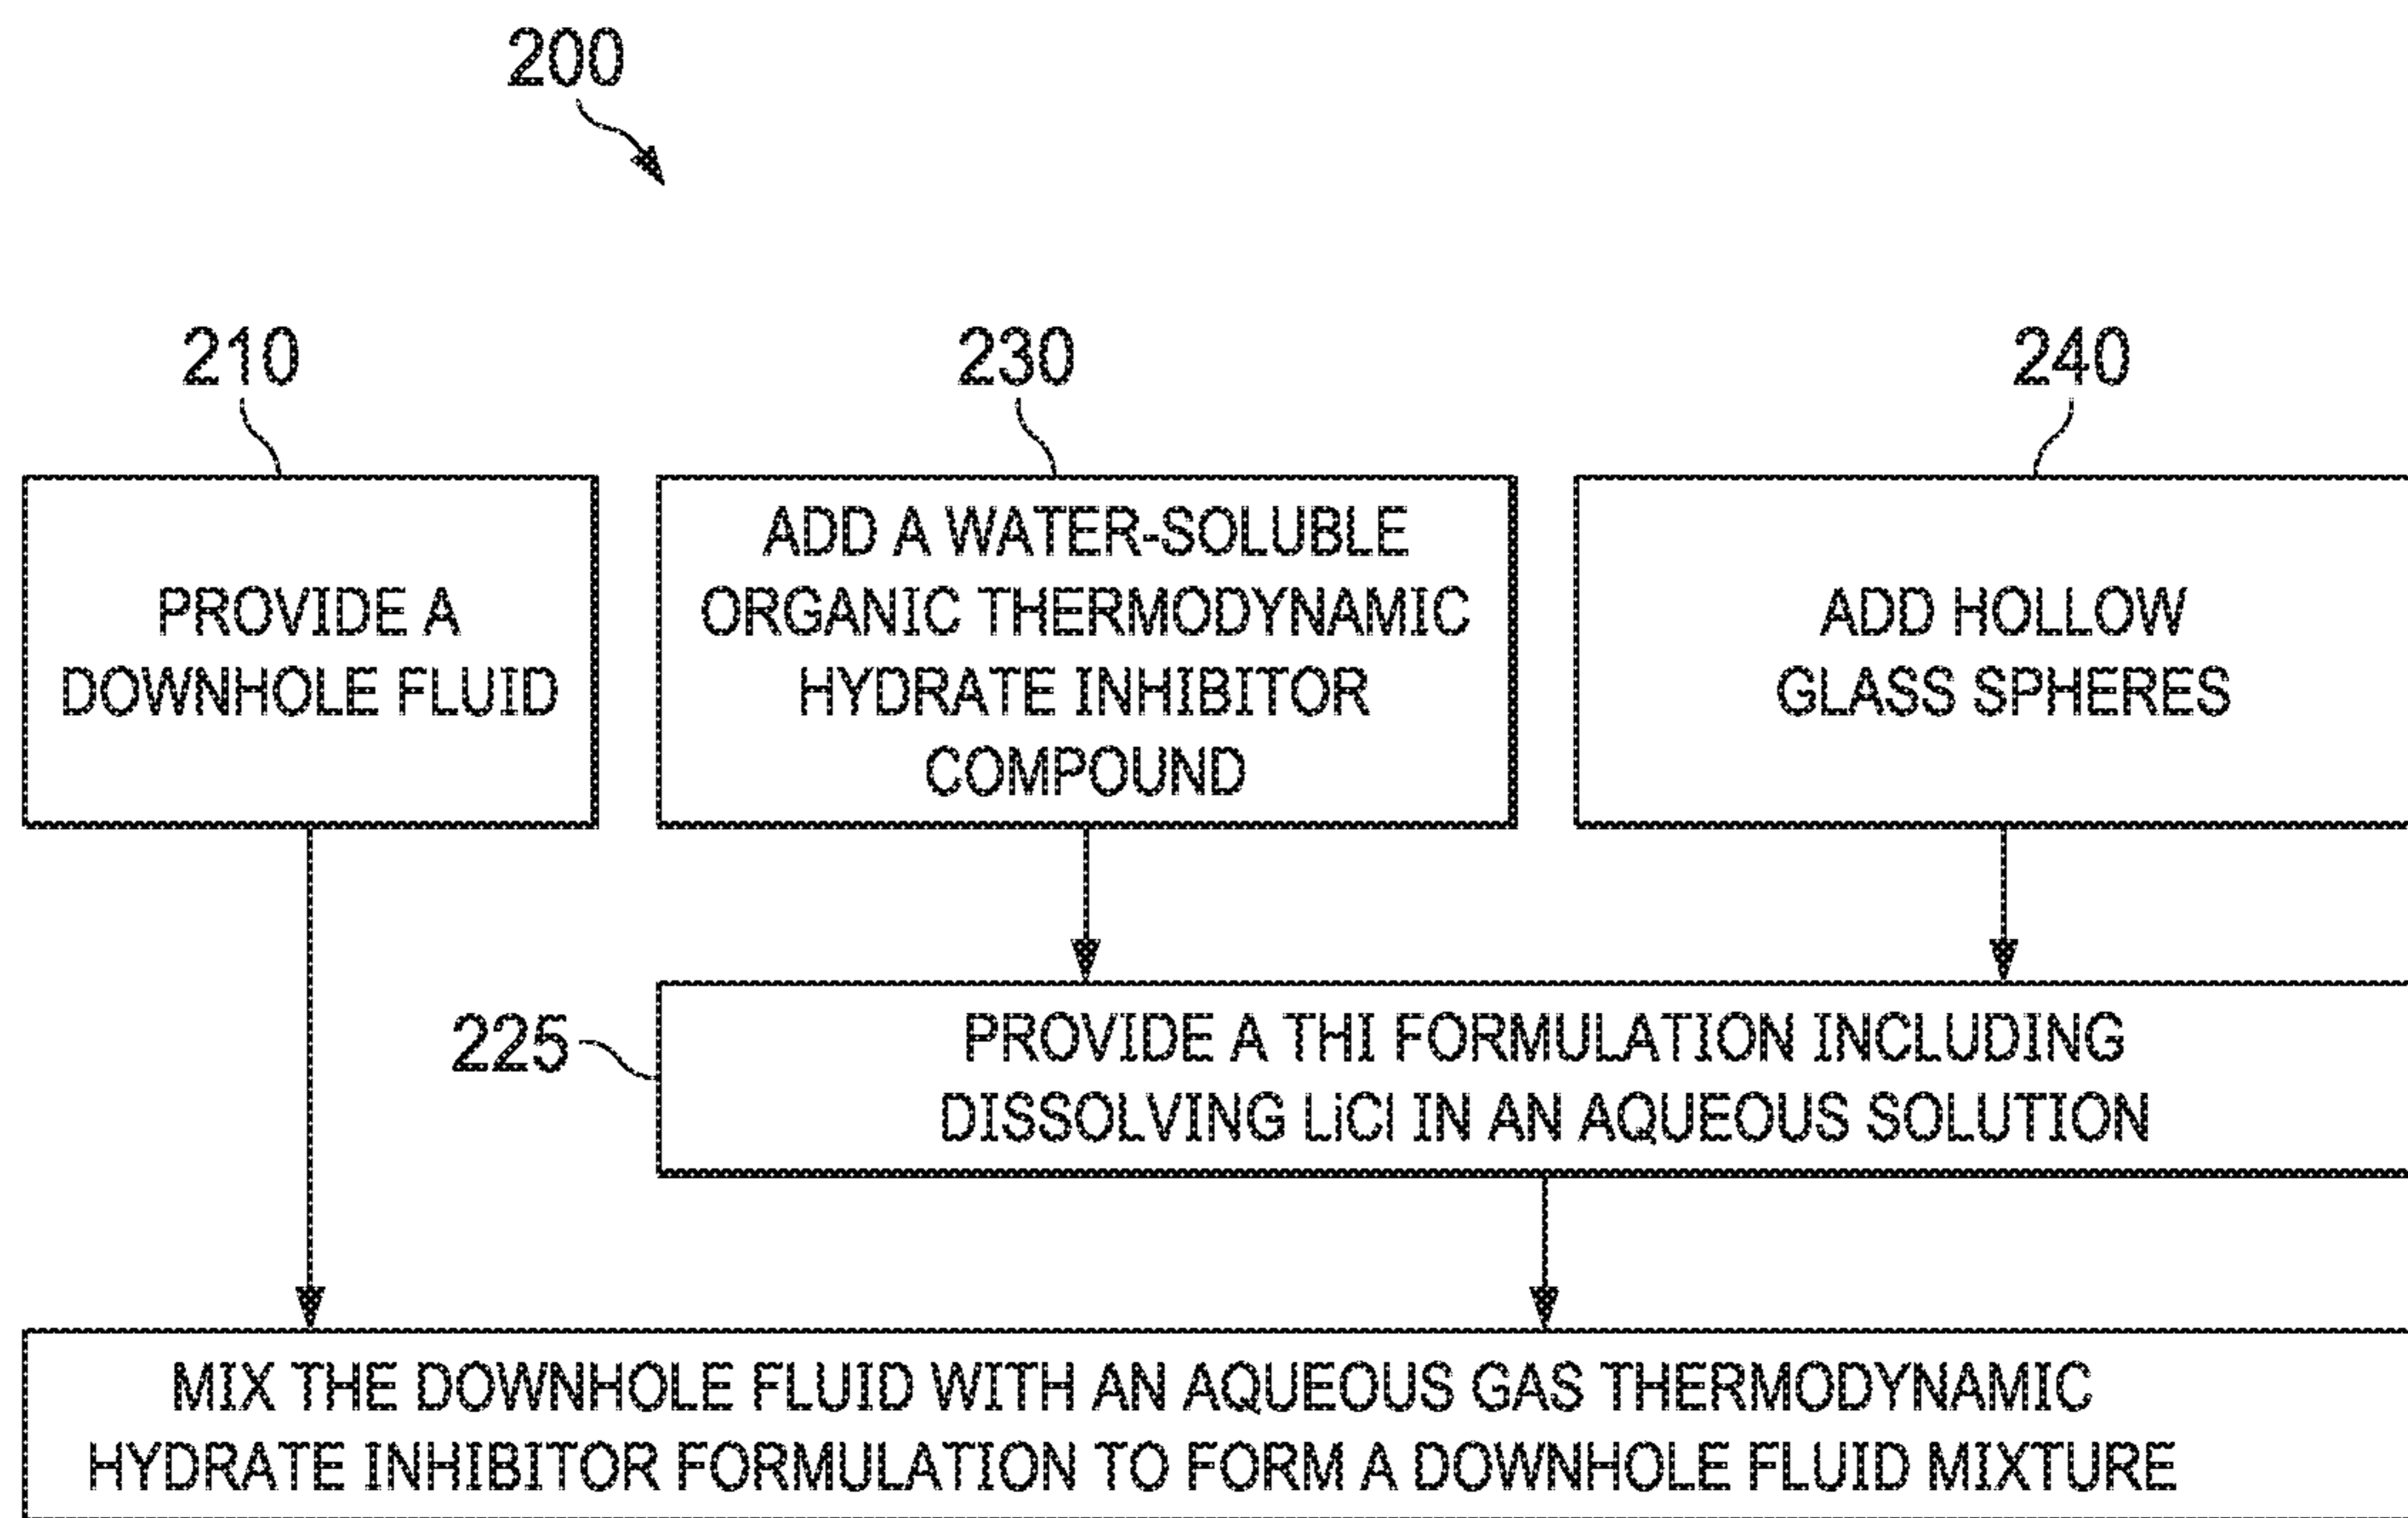 200
210
230
240
PROVIDE A
DOWNHOLE FLUID
ADD A WATER-SOLUBLE
ORGANIC THERMODYNAMIC
HYDRATE INHIBITOR
COMPOUND
ADD HOLLOW
GLASS SPHERES
225
PROVIDE A THI FORMULATION INCLUDING
DISSOLVING LiCl IN AN AQUEOUS SOLUTION
MIX THE DOWNHOLE FLUID WITH AN AQUEOUS GAS THERMODYNAMIC
HYDRATE INHIBITOR FORMULATION TO FORM A DOWNHOLE FLUID MIXTURE